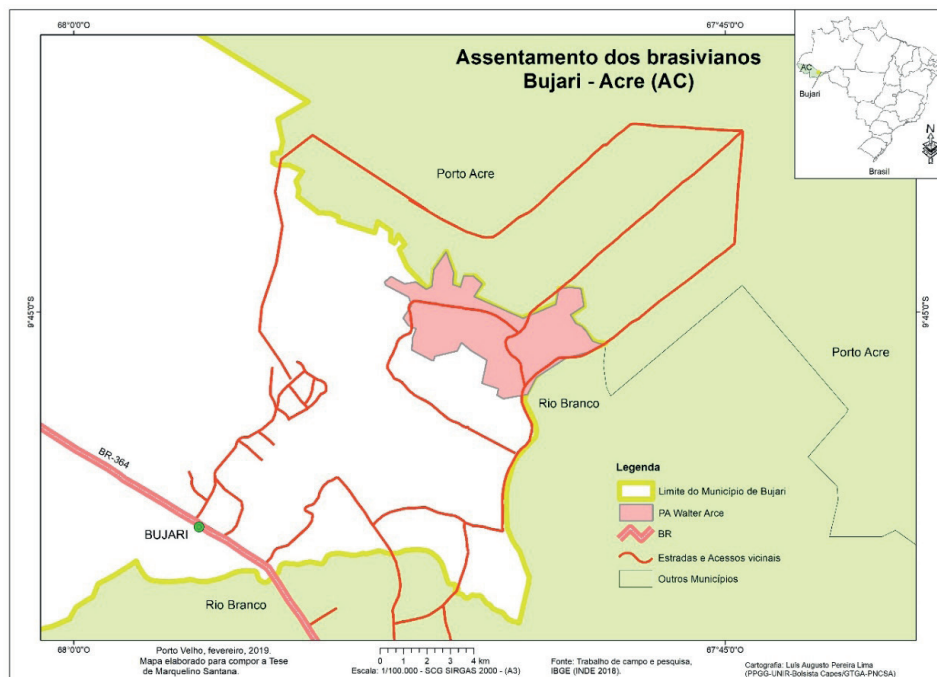 68°0'0"O
67°45'0"O
Assentamento dos brasivianos
Bujari - Acre (AC)
AC
Bujari
N
Brasil
Porto Acre
9°45'0"S
9°45'0"S
Porto Acre
Rio Branco
BR-364
BUJARI
Rio Branco
Legenda
Limite do Município de Bujari
PA Walter Arce
BR
Estradas e Acessos vicinais
Outros Municípios
68°0'0"O
67°45'0"O
Porto Velho, fevereiro, 2019.
Mapa elaborado para compor a Tese
de Marquelino Santana.
0 1 2 4 km
Escala: 1/100.000 - SCG SIRGAS 2000 - (A3)
Fonte: Trabalho de campo e pesquisa,
IBGE (INDE 2018).
Cartografia: Luís Augusto Pereira Lima
(PPGG-UNIR-Bolsista Capes/GTGA-PNCSA)